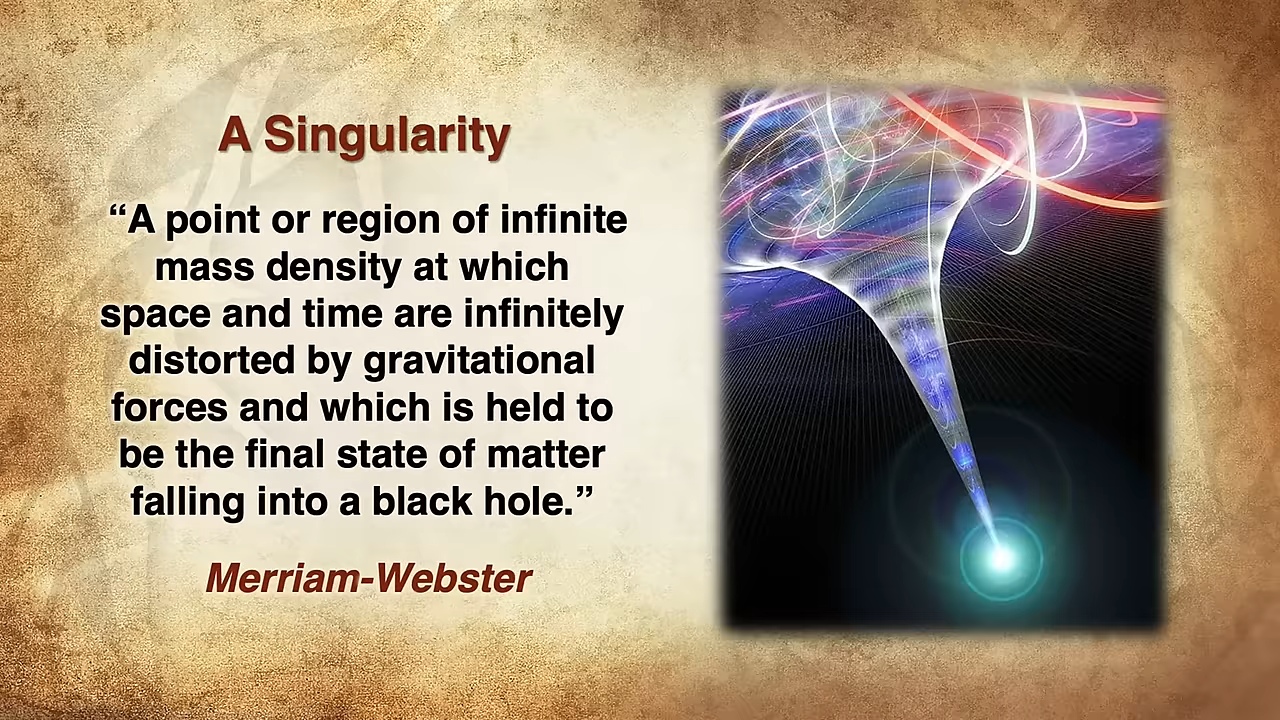 A Singularity
“A point or region of infinite
mass density at which
space and time are infinitely
distorted by gravitational
forces and which is held to
be the final state of matter
falling into a black hole.”
Merriam-Webster